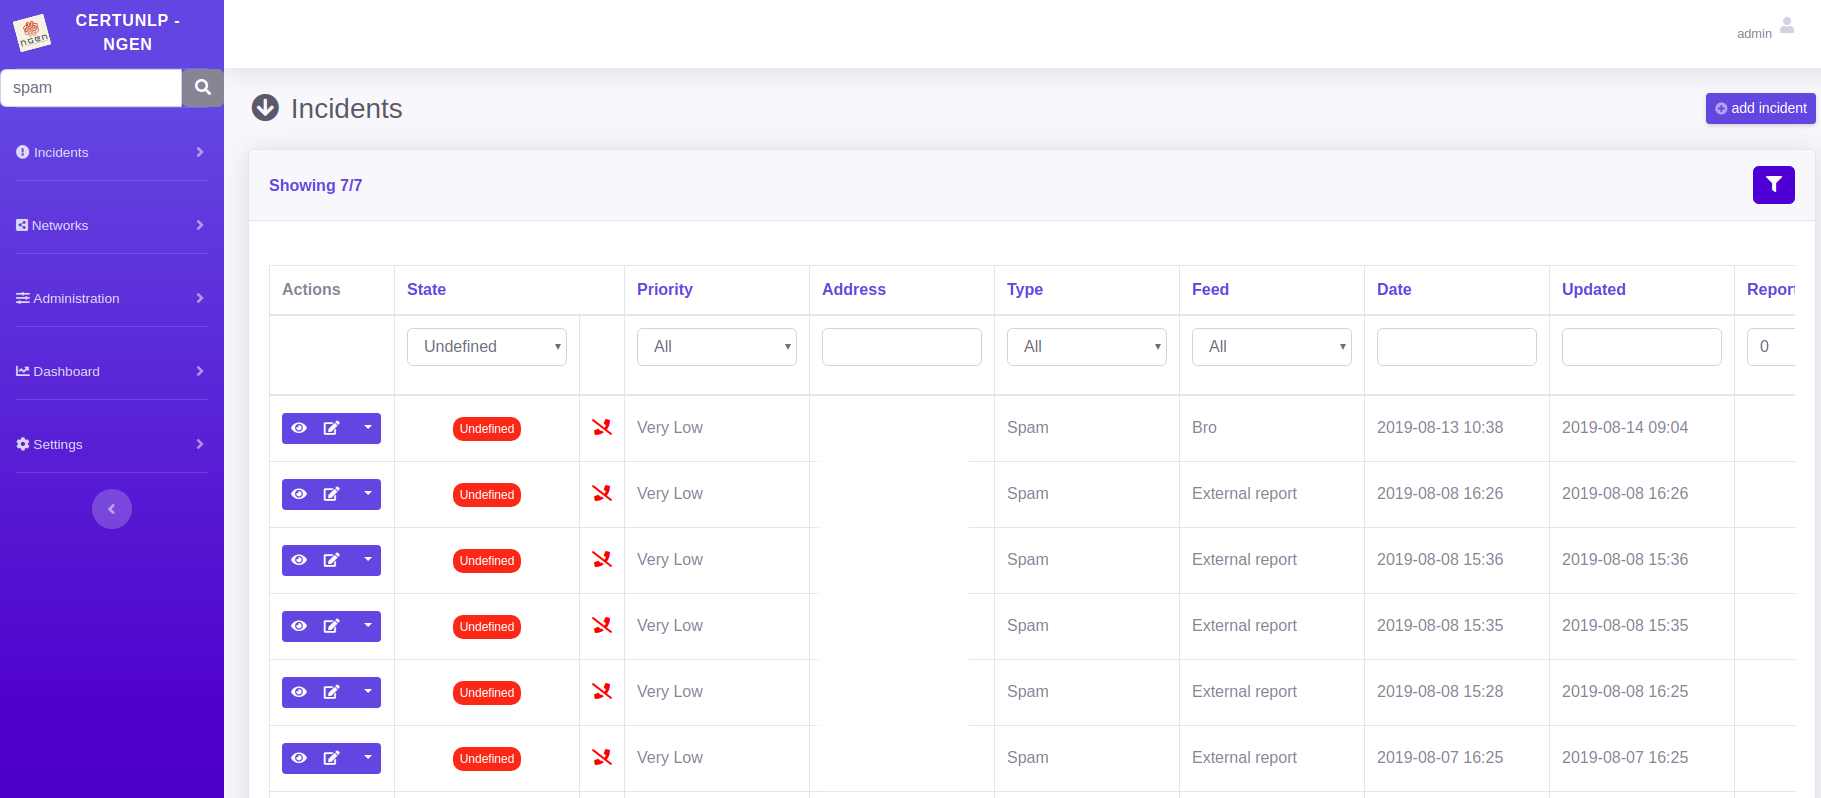 CERTUNLP -
NGEN
NGEN
admin
spam
Incidents
Networks
Administration
Dashboard
Settings
Incidents
add incident
Showing 7/7
Actions State Priority Address Type Feed Date Updated Report
Undefined All All All 0
Undefined Very Low Spam Bro 2019-08-13 10:38 2019-08-14 09:04
Undefined Very Low Spam External report 2019-08-08 16:26 2019-08-08 16:26
Undefined Very Low Spam External report 2019-08-08 15:36 2019-08-08 15:36
Undefined Very Low Spam External report 2019-08-08 15:35 2019-08-08 15:35
Undefined Very Low Spam External report 2019-08-08 15:28 2019-08-08 16:25
Undefined Very Low Spam External report 2019-08-07 16:25 2019-08-07 16:25